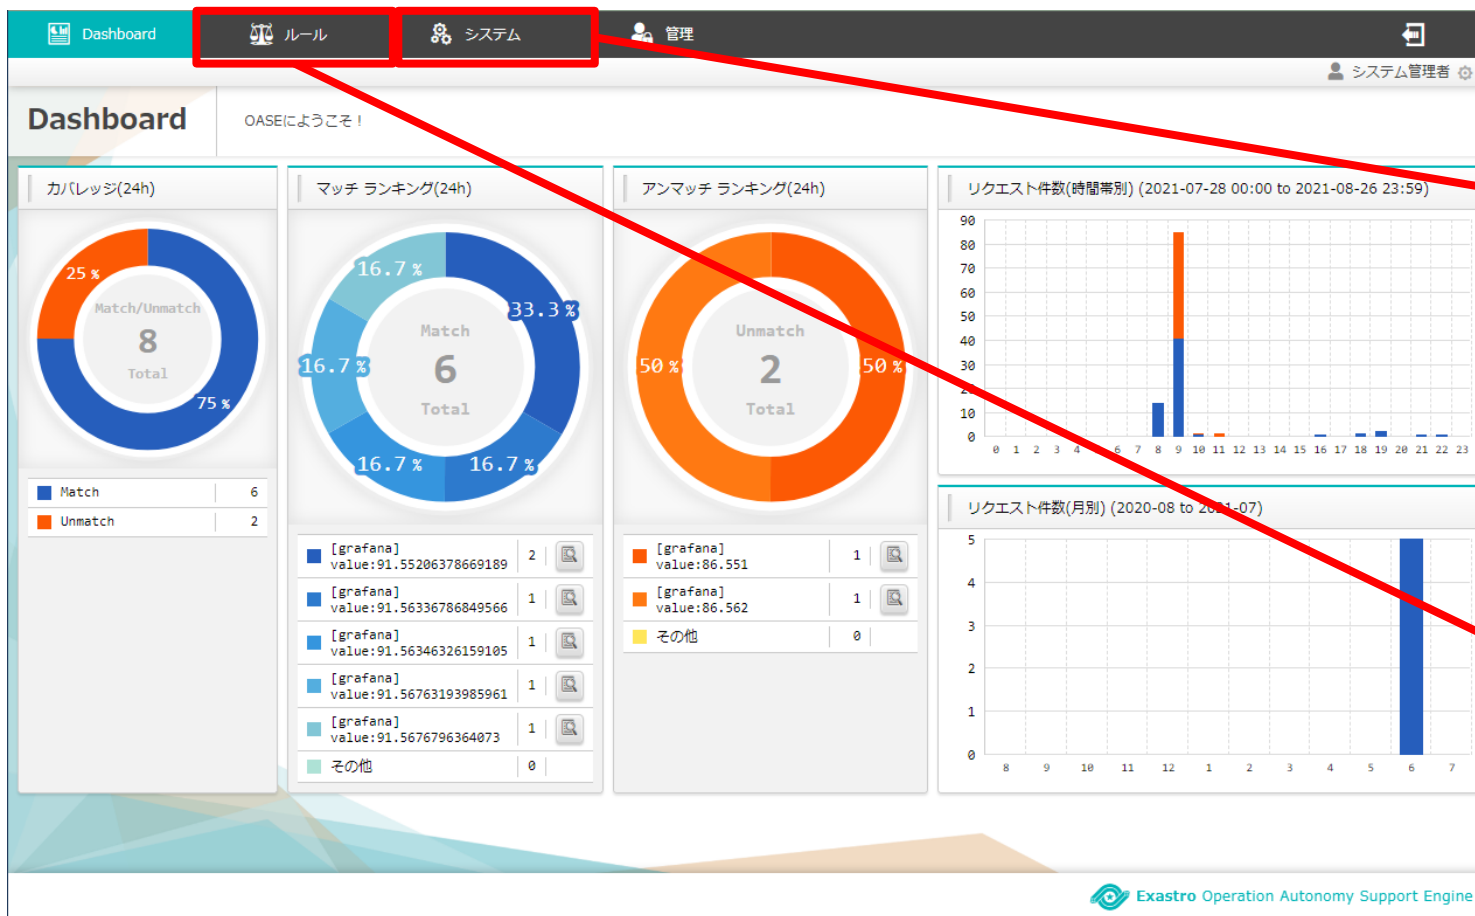 Dashboard
ルール
システム
管理
システム管理者
Dashboard
OASEにようこそ！
カバレッジ(24h)
25 %
Match/Unmatch
8
Total
75 %
Match 6
Unmatch 2
マッチ ランキング(24h)
16.7 %
33.3 %
Match
6
Total
16.7 %
16.7 %
16.7 %
[grafana]
value:91.55206378669189 2
[grafana]
value:91.56336786849566 1
[grafana]
value:91.56346326159105 1
[grafana]
value:91.56763193985961 1
[grafana]
value:91.5676796364073 1
その他 0
アンマッチ ランキング(24h)
Unmatch
50 %
2
50 %
Total
[grafana]
value:86.551 1
[grafana]
value:86.562 1
その他 0
リクエスト件数(時間帯別) (2021-07-28 00:00 to 2021-08-26 23:59)
90
80
70
60
50
40
30
10
0
0 1 2 3 4 6 7 8 9 10 11 12 13 14 15 16 17 18 19 20 21 22 23
リクエスト件数(月別) (2020-08 to 2021-07)
5
4
3
2
1
0
8 9 10 11 12 1 2 3 4 5 6 7
Exastro Operation Autonomy Support Engine